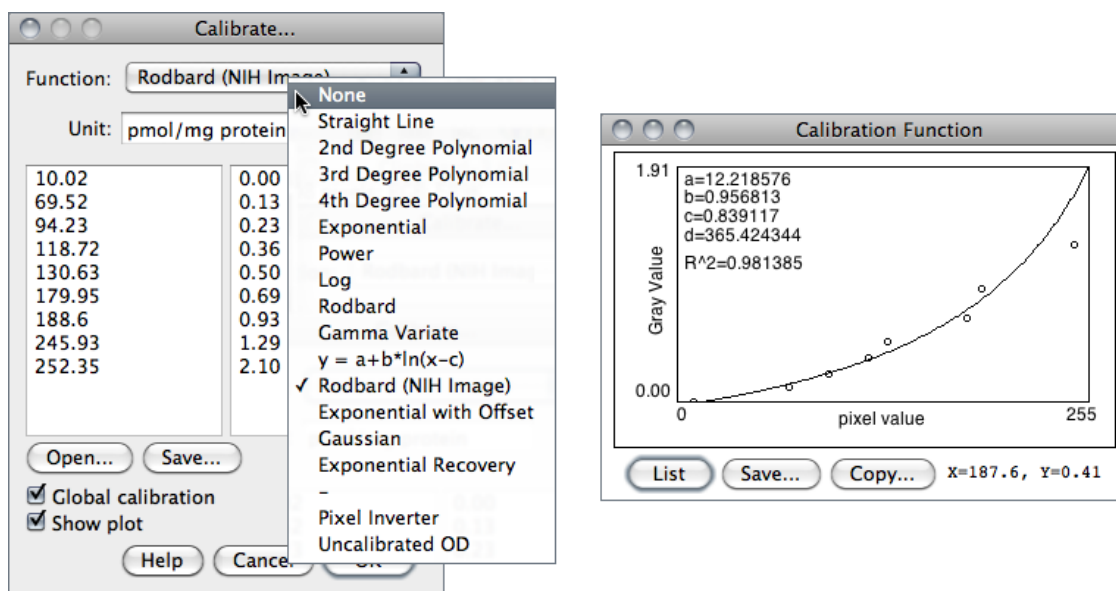 Calibrate...
Function: Rodbard (NIH Image)
Unit: pmol/mg protein
10.02 0.00
69.52 0.13
94.23 0.23
118.72 0.36
130.63 0.50
179.95 0.69
188.6 0.93
245.93 1.29
252.35 2.10
Open... Save...
Global calibration
Show plot
Help Cancel OK
None
Straight Line
2nd Degree Polynomial
3rd Degree Polynomial
4th Degree Polynomial
Exponential
Power
Log
Rodbard
Gamma Variate
y = a+b*ln(x-c)
✓ Rodbard (NIH Image)
Exponential with Offset
Gaussian
Exponential Recovery
-
Pixel Inverter
Uncalibrated OD
Calibration Function
1.91
a=12.218576
b=0.956813
c=0.839117
d=365.424344
R^2=0.981385
Gray Value
0.00
0 pixel value 255
List Save... Copy... X=187.6, Y=0.41